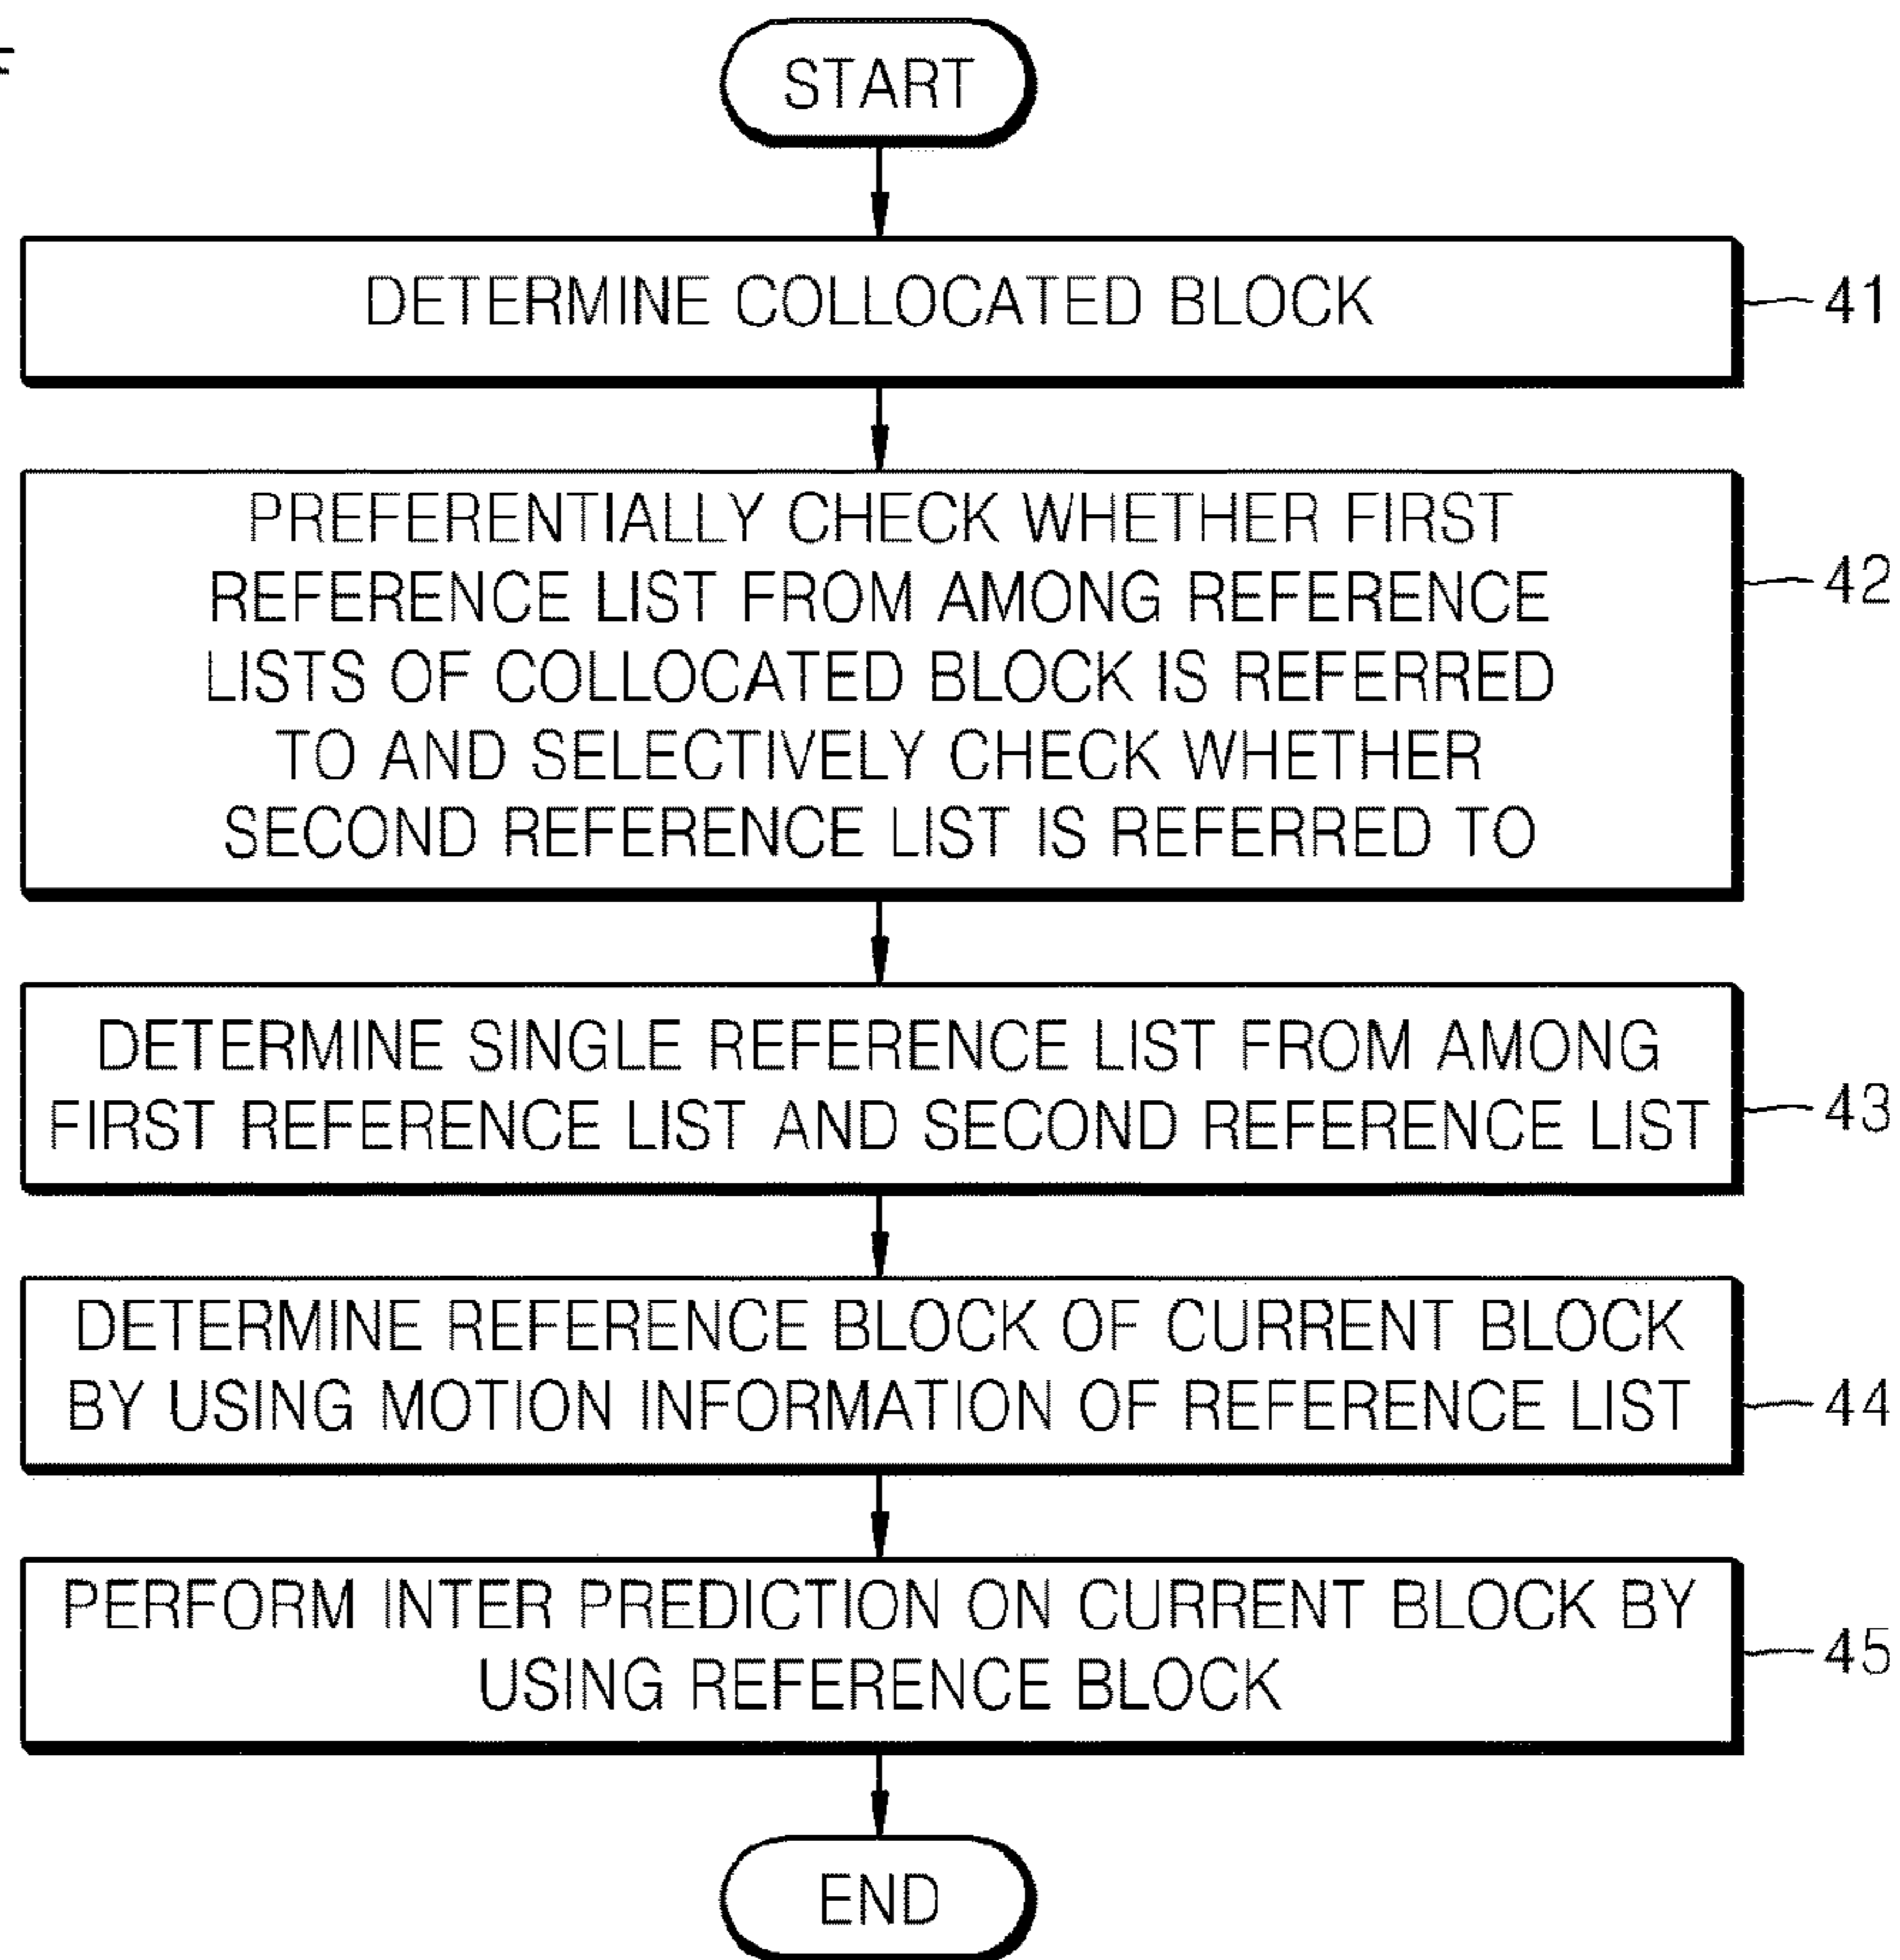 START
DETERMINE COLLOCATED BLOCK
41
PREFERENTIALLY CHECK WHETHER FIRST
REFERENCE LIST FROM AMONG REFERENCE
LISTS OF COLLOCATED BLOCK IS REFERRED
TO AND SELECTIVELY CHECK WHETHER
SECOND REFERENCE LIST IS REFERRED TO
42
DETERMINE SINGLE REFERENCE LIST FROM AMONG
FIRST REFERENCE LIST AND SECOND REFERENCE LIST
43
DETERMINE REFERENCE BLOCK OF CURRENT BLOCK
BY USING MOTION INFORMATION OF REFERENCE LIST
44
PERFORM INTER PREDICTION ON CURRENT BLOCK BY
USING REFERENCE BLOCK
45
END